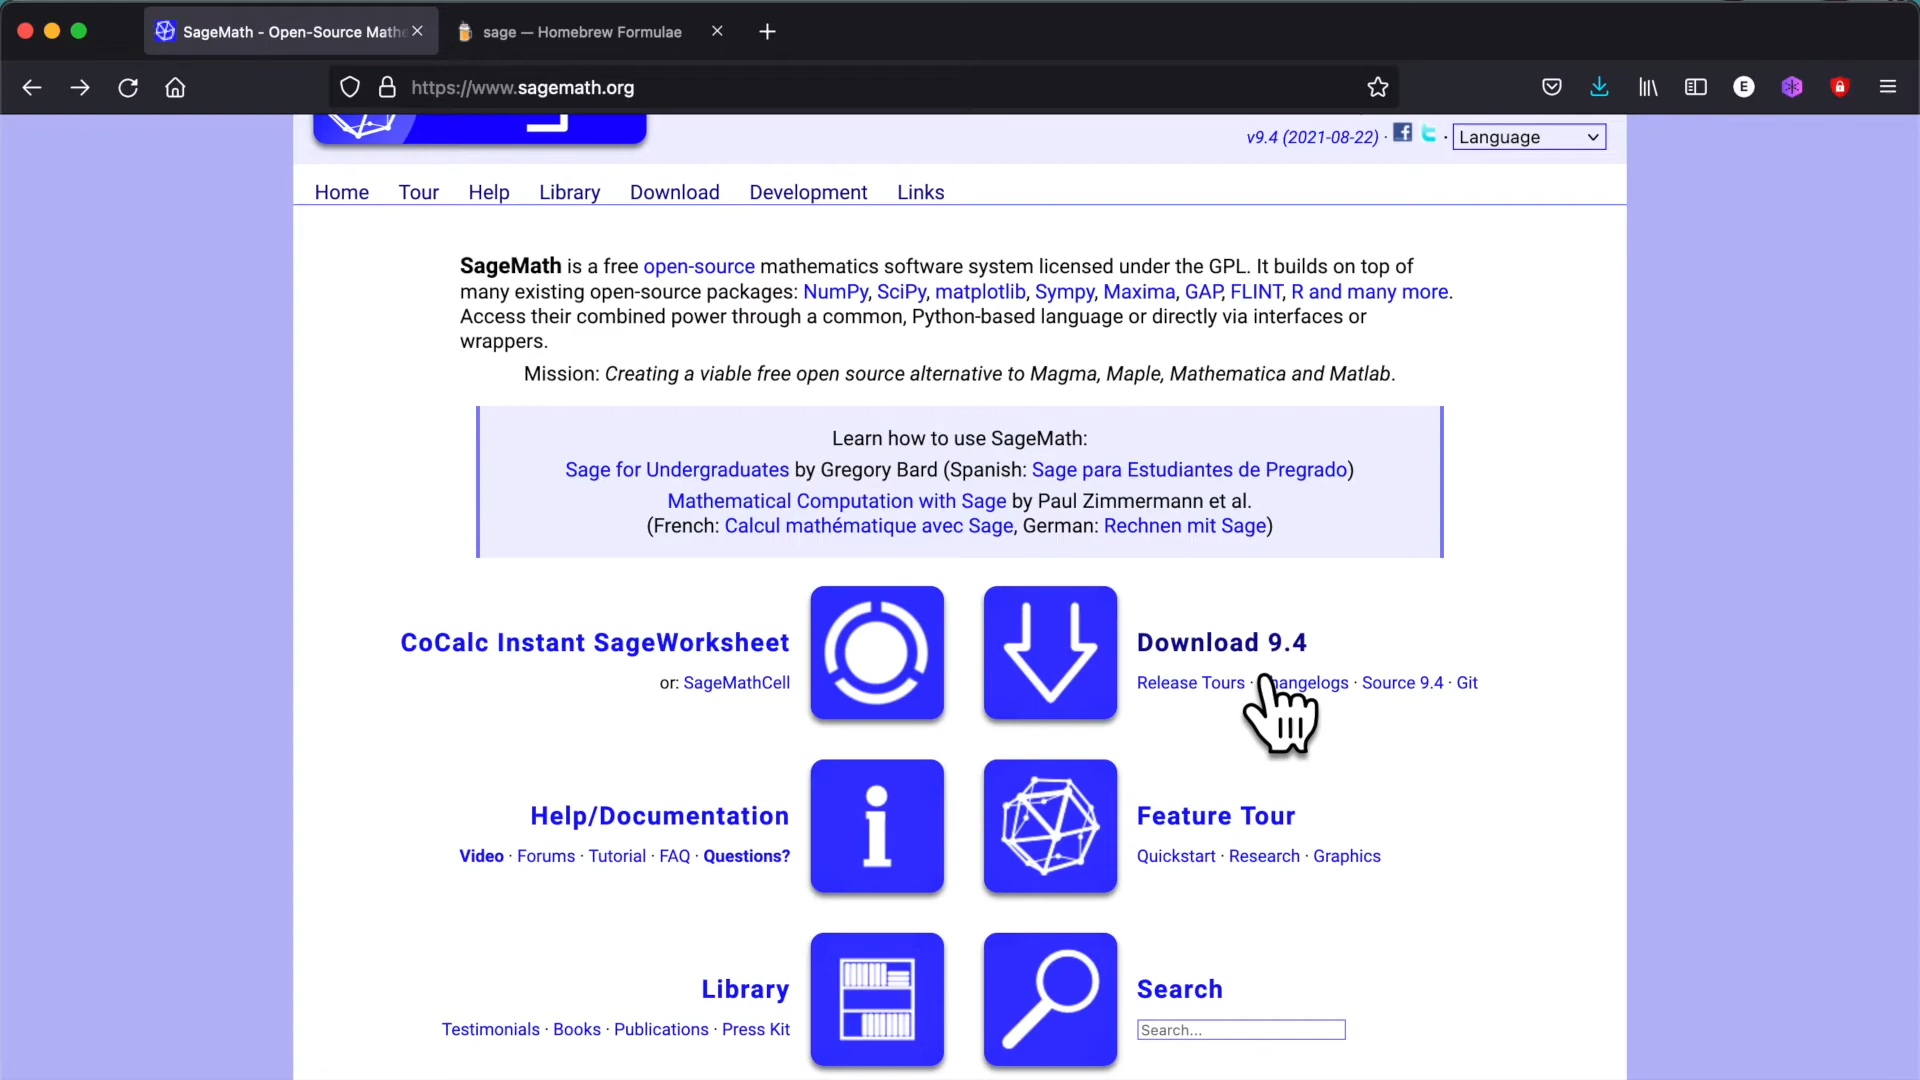 SageMath - Open-Source Mathe
sage — Homebrew Formulae
https://www.sagemath.org
E
v9.4 (2021-08-22) · ·
Language
Home Tour Help Library Download Development Links
SageMath is a free open-source mathematics software system licensed under the GPL. It builds on top of
many existing open-source packages: NumPy, SciPy, matplotlib, Sympy, Maxima, GAP, FLINT, R and many more.
Access their combined power through a common, Python-based language or directly via interfaces or
wrappers.
Mission: Creating a viable free open source alternative to Magma, Maple, Mathematica and Matlab.
Learn how to use SageMath:
Sage for Undergraduates by Gregory Bard (Spanish: Sage para Estudiantes de Pregrado)
Mathematical Computation with Sage by Paul Zimmermann et al.
(French: Calcul mathématique avec Sage, German: Rechnen mit Sage)
CoCalc Instant SageWorksheet
or: SageMathCell
Download 9.4
Release Tours · angelogs · Source 9.4 · Git
Help/Documentation
Video · Forums · Tutorial · FAQ · Questions?
Feature Tour
Quickstart · Research · Graphics
Library
Testimonials · Books · Publications · Press Kit
Search
Search...